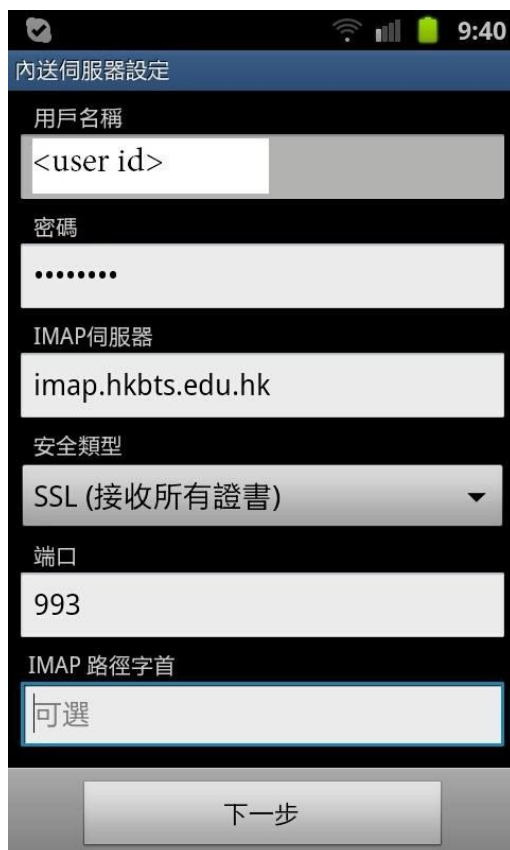 9:40
內送伺服器設定
用戶名稱
<user id>
密碼
••••••••
IMAP伺服器
imap.hkbts.edu.hk
安全類型
SSL (接收所有證書)
端口
993
IMAP 路徑字首
可選
下一步